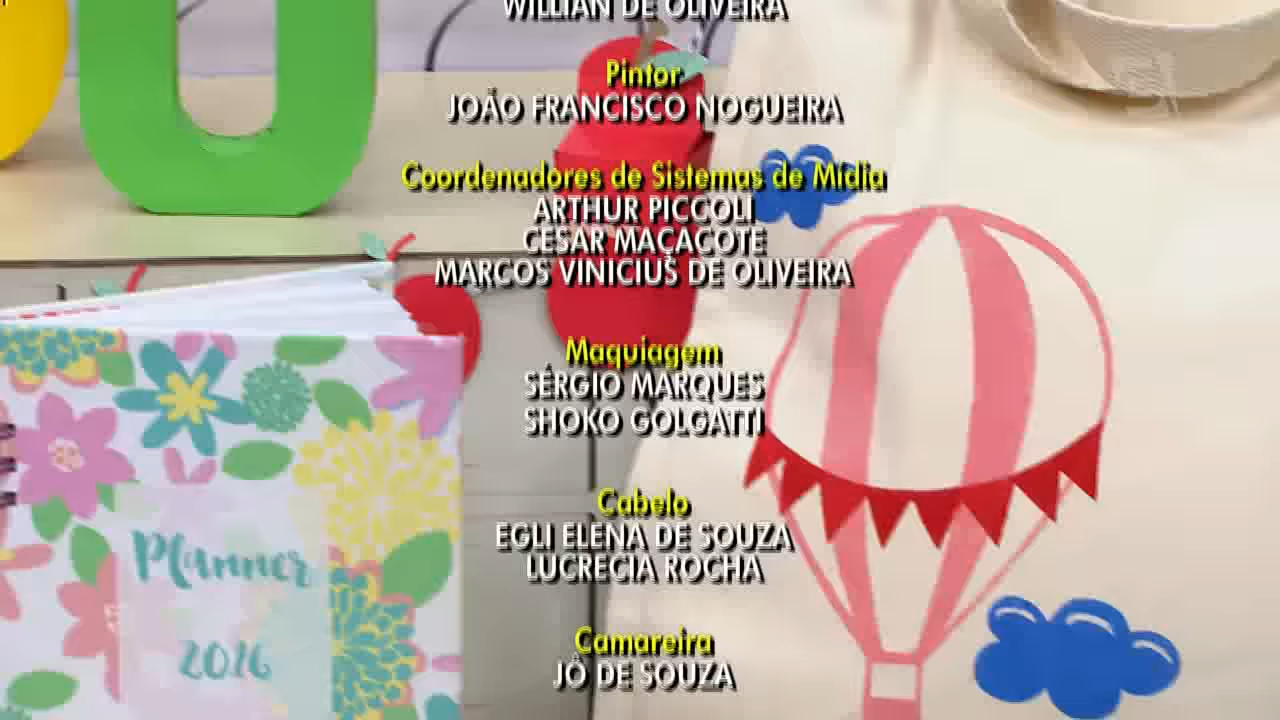 WILLIAN DE OLIVEIRA
Pintor
JOÃO FRANCISCO NOGUEIRA
Coordenadores de Sistemas de Mídia
ARTHUR PICCOLI
CESAR MAÇACOTE
MARCOS VINICIUS DE OLIVEIRA
Maquiagem
SÉRGIO MARQUES
SHOKO GOLGATTI
Cabelo
EGLI ELENA DE SOUZA
LUCRECIA ROCHA
Camareira
JÔ DE SOUZA
Planner
2026